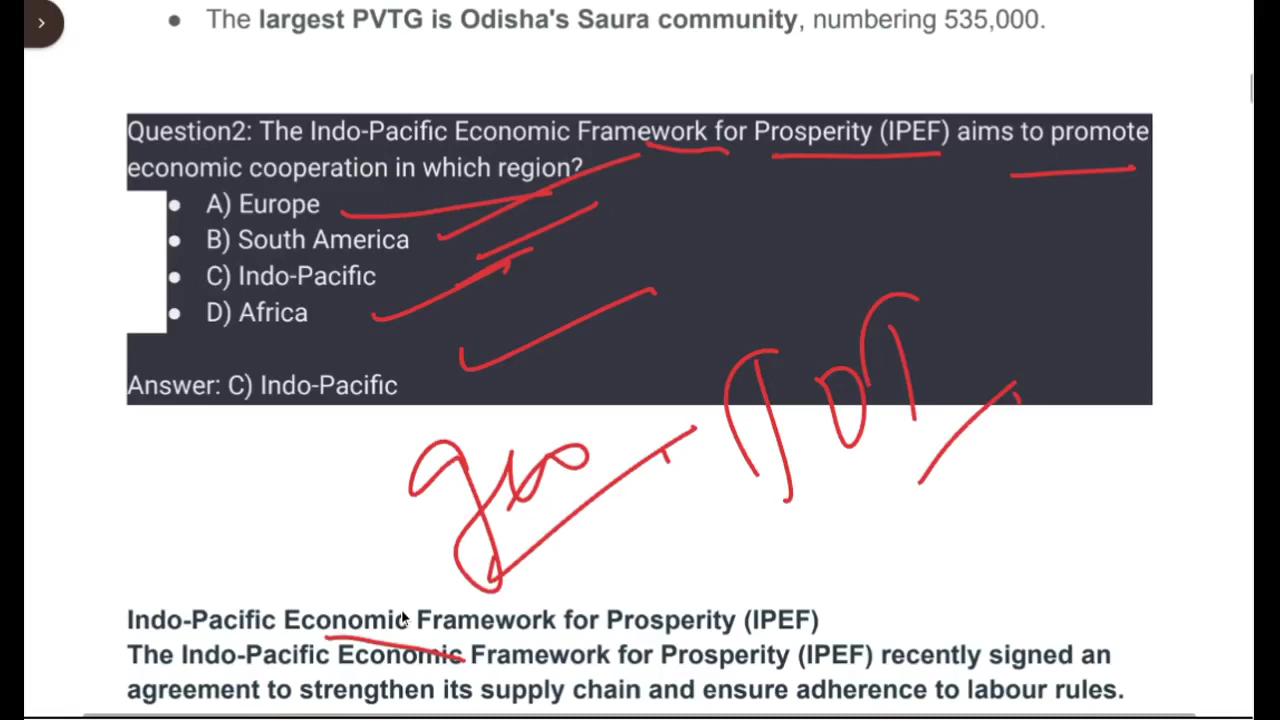 The largest PVTG is Odisha's Saura community, numbering 535,000.
Question2: The Indo-Pacific Economic Framework for Prosperity (IPEF) aims to promote
economic cooperation in which region?
A) Europe
B) South America
C) Indo-Pacific
D) Africa
Answer: C) Indo-Pacific
Indo-Pacific Economic Framework for Prosperity (IPEF)
The Indo-Pacific Economic Framework for Prosperity (IPEF) recently signed an
agreement to strengthen its supply chain and ensure adherence to labour rules.